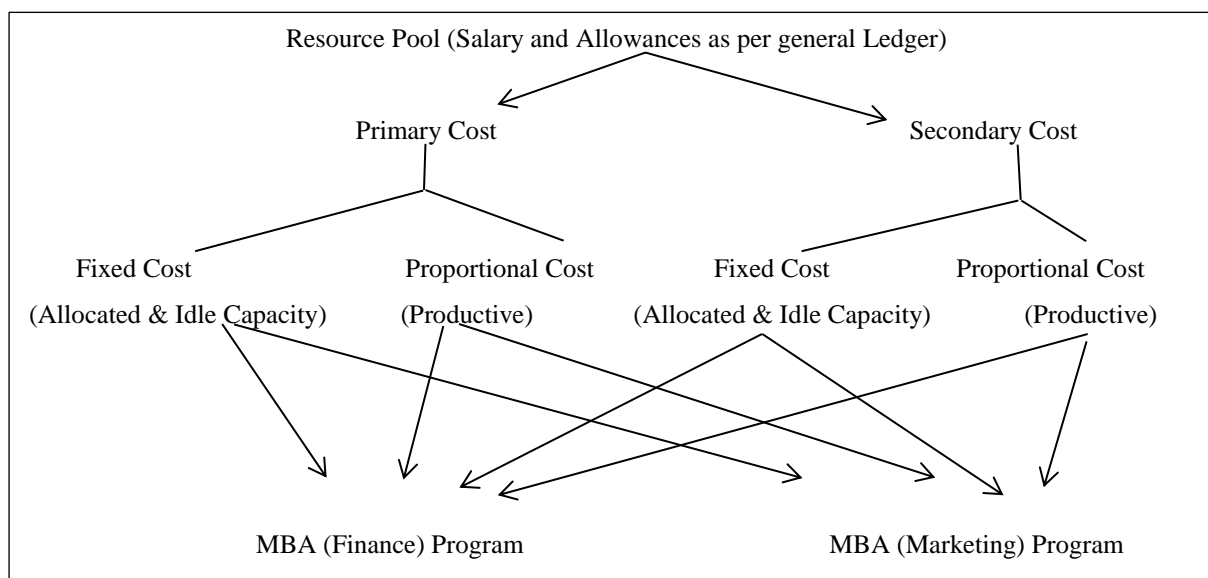 Resource Pool (Salary and Allowances as per general Ledger)
Primary Cost
Secondary Cost
Fixed Cost
Proportional Cost
Fixed Cost
Proportional Cost
(Allocated & Idle Capacity)
(Productive)
(Allocated & Idle Capacity)
(Productive)
MBA (Finance) Program
MBA (Marketing) Program